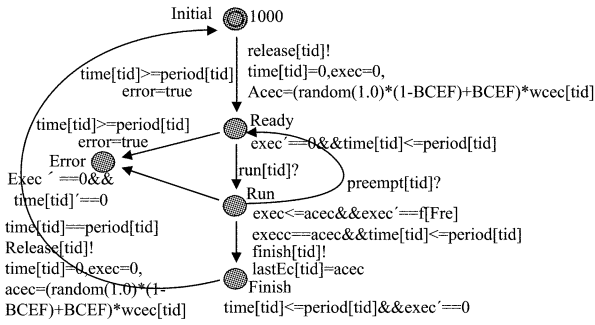 Initial
1000
release[tid]!
time[tid]=0,exec=0,
Acec=(random(1.0)*(1-BCEF)+BCEF)*wcec[tid]
time[tid]>=period[tid]
error=true
Ready
exec´==0&&time[tid]<=period[tid]
time[tid]>=period[tid]
error=true
Error
Exec ´ ==0&&
time[tid]´==0
run[tid]?
preempt[tid]?
Run
exec<=acec&&exec´==f[Fre]
execc==acec&&time[tid]<=period[tid]
finish[tid]!
lastEc[tid]=acec
Finish
time[tid]<=period[tid]&&exec´==0
time[tid]==period[tid]
Release[tid]!
time[tid]=0,exec=0,
acec=(random(1.0)*(1-
BCEF)+BCEF)*wcec[tid]